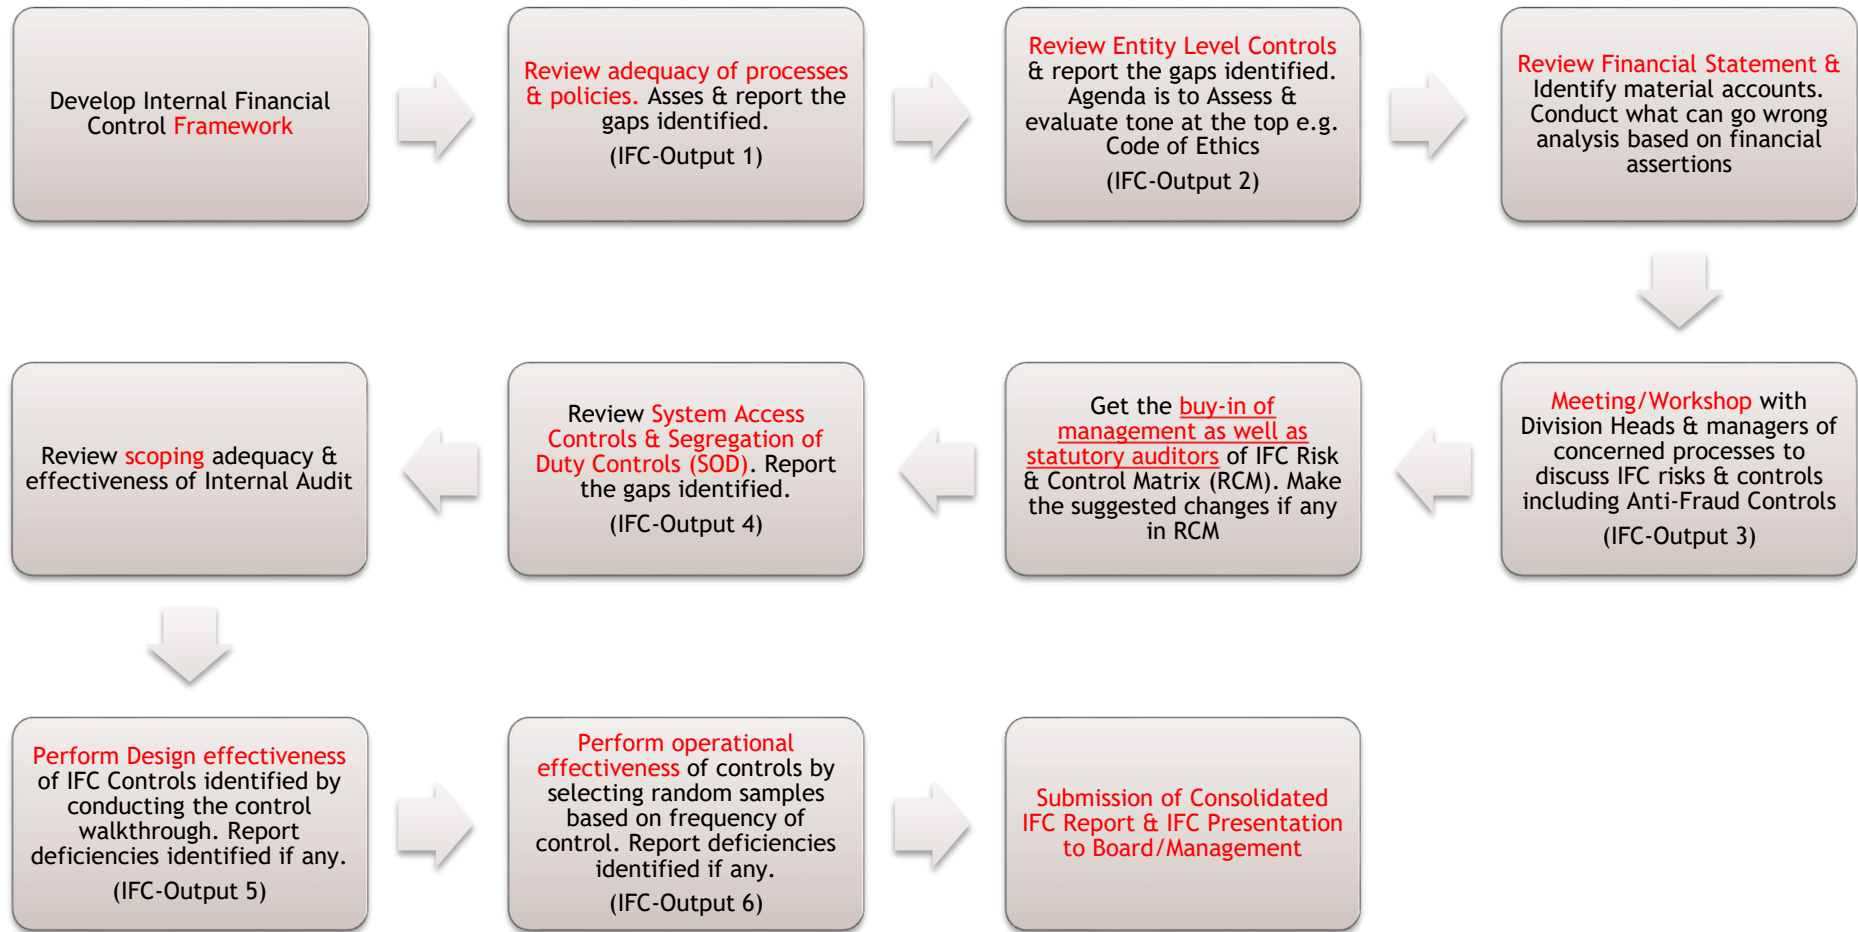 Develop Internal Financial
Control Framework
Review adequacy of processes
& policies. Asses & report the
gaps identified.
(IFC-Output 1)
Review Entity Level Controls
& report the gaps identified.
Agenda is to Assess &
evaluate tone at the top e.g.
Code of Ethics
(IFC-Output 2)
Review Financial Statement &
Identify material accounts.
Conduct what can go wrong
analysis based on financial
assertions
Meeting/Workshop with
Division Heads & managers of
concerned processes to
discuss IFC risks & controls
including Anti-Fraud Controls
(IFC-Output 3)
Get the buy-in of
management as well as
statutory auditors of IFC Risk
& Control Matrix (RCM). Make
the suggested changes if any
in RCM
Review System Access
Controls & Segregation of
Duty Controls (SOD). Report
the gaps identified.
(IFC-Output 4)
Review scoping adequacy &
effectiveness of Internal Audit
Perform Design effectiveness
of IFC Controls identified by
conducting the control
walkthrough. Report
deficiencies identified if any.
(IFC-Output 5)
Perform operational
effectiveness of controls by
selecting random samples
based on frequency of
control. Report deficiencies
identified if any.
(IFC-Output 6)
Submission of Consolidated
IFC Report & IFC Presentation
to Board/Management